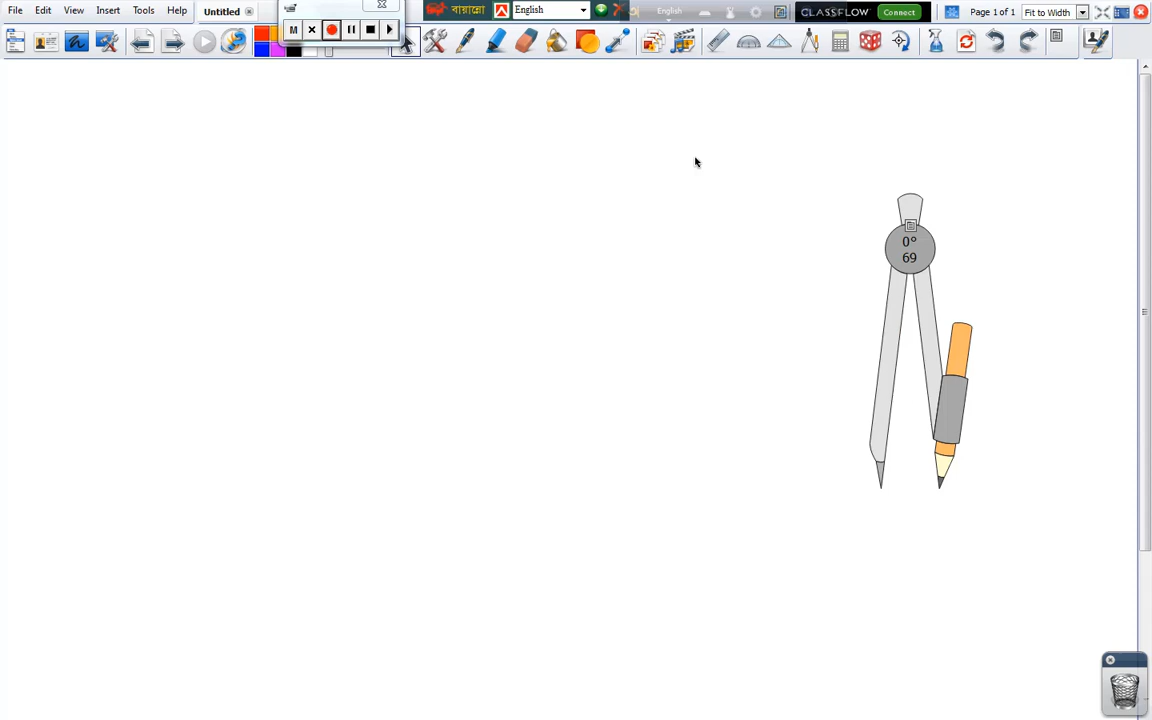 File Edit View Insert Tools Help Untitled
M
বায়ান্নো English
English
CLASSFLOW Connect
Page 1 of 1 Fit to Width
0°
69